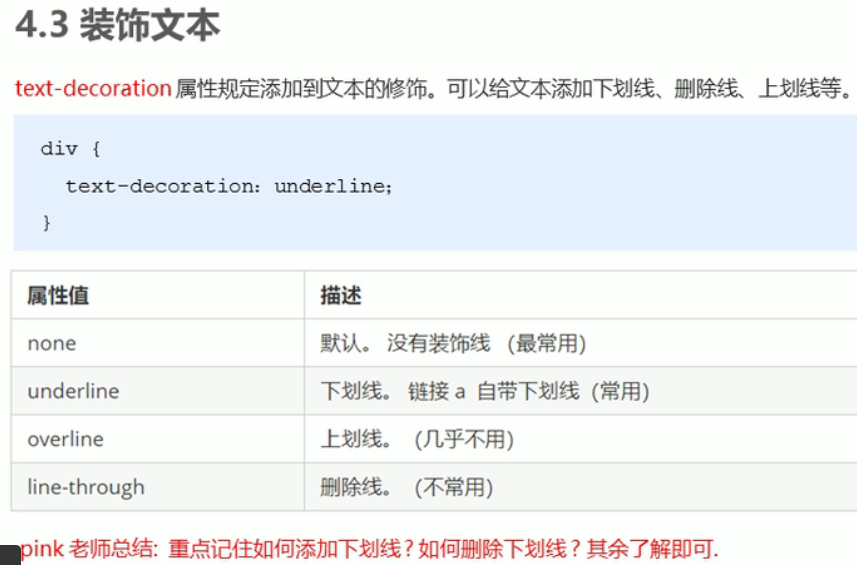 4.3 装饰文本
text-decoration 属性规定添加到文本的修饰。可以给文本添加下划线、删除线、上划线等。
div {
text-decoration：underline;
}
属性值 描述
none 默认。 没有装饰线 (最常用)
underline 下划线。 链接 a 自带下划线 (常用)
overline 上划线。 (几乎不用)
line-through 删除线。 (不常用)
pink 老师总结: 重点记住如何添加下划线？如何删除下划线？其余了解即可.